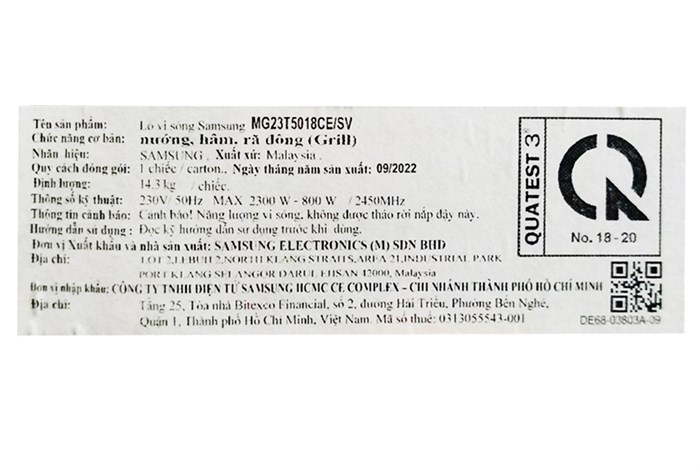 Tên sản phẩm: Lò vi sóng Samsung MG23T5018CE/SV
Chức năng cơ bản: nướng, hâm, rã đông (Grill)
Nhãn hiệu: SAMSUNG . Xuất xứ: Malaysia .
Quy cách đóng gói: 1 chiếc / carton.. Ngày tháng năm sản xuất: 09/2022
Định lượng: 14.3 kg / chiếc.
Thông số kỹ thuật: 230V/ 50Hz MAX 2300 W - 800 W / 2450MHz
Thông tin cảnh báo: Cảnh báo! Năng lượng vi sóng, không được tháo rời nắp đậy này.
Hướng dẫn sử dụng : Đọc kỹ hướng dẫn sử dụng trước khi dùng.
Đơn vị Xuất khẩu và nhà sản xuất: SAMSUNG ELECTRONICS (M) SDN BHD
Địa chỉ: LOT 2,LEBUH 2,NORTH KLANG STRAITS,AREA 21,INDUSTRIAL PARK
PORT KLANG SELANGOR DARUL EHSAN 42000, Malaysia
Đơn vị nhập khẩu: CÔNG TY TNHH ĐIỆN TỬ SAMSUNG HCMC CE COMPLEX – CHI NHÁNH THÀNH PHỐ HỒ CHÍ MINH
Địa chỉ: Tầng 25, Tòa nhà Bitexco Financial, số 2, đường Hải Triều, Phường Bến Nghé,
Quận 1, Thành phố Hồ Chí Minh, Việt Nam. Mã số thuế: 0313055543-001
QUATEST 3®
No. 18 - 20
DE68-03803A-09